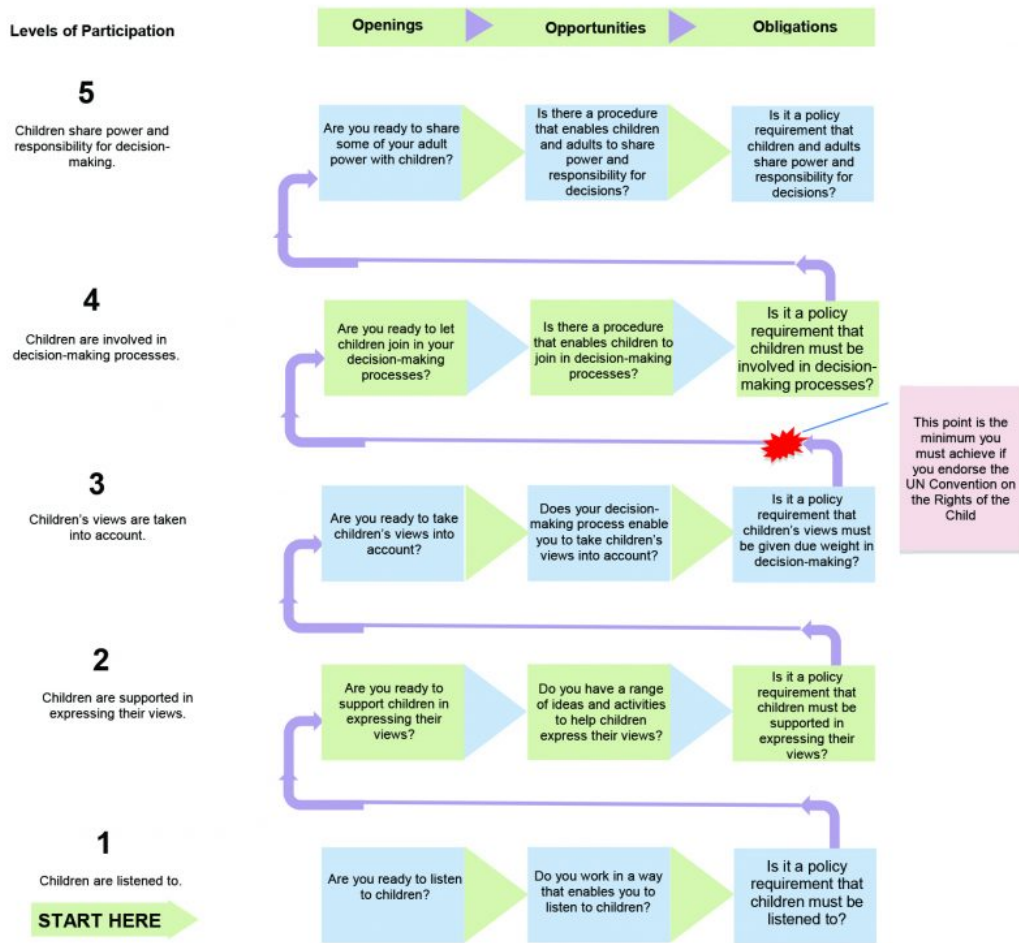 Levels of Participation
Openings
Opportunities
Obligations
5
Children share power and
responsibility for decision-
making.
Are you ready to share
some of your adult
power with children?
Is there a procedure
that enables children
and adults to share
power and
responsibility for
decisions?
Is it a policy
requirement that
children and adults
share power and
responsibility for
decisions?
4
Children are involved in
decision-making processes.
Are you ready to let
children join in your
decision-making
processes?
Is there a procedure
that enables children to
join in decision-making
processes?
Is it a policy
requirement that
children must be
involved in decision-
making processes?
This point is the
minimum you
must achieve if
you endorse the
UN Convention on
the Rights of the
Child
3
Children’s views are taken
into account.
Are you ready to take
children’s views into
account?
Does your decision-
making process enable
you to take children’s
views into account?
Is it a policy
requirement that
children’s views must
be given due weight in
decision-making?
2
Children are supported in
expressing their views.
Are you ready to
support children in
expressing their
views?
Do you have a range
of ideas and activities
to help children
express their views?
Is it a policy
requirement that
children must be
supported in
expressing their
views?
1
Children are listened to.
START HERE
Are you ready to listen
to children?
Do you work in a way
that enables you to
listen to children?
Is it a policy
requirement that
children must be
listened to?